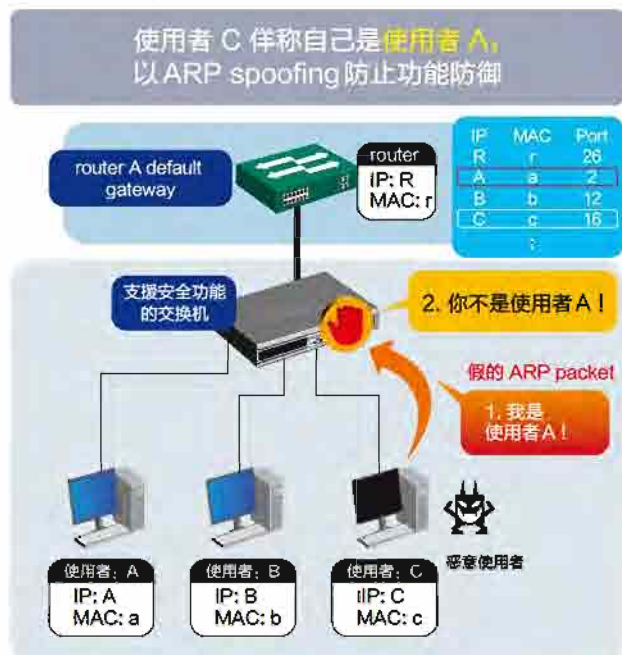 使用者 C 佯称自己是使用者 A，
以 ARP spoofing 防止功能防御
router A default
gateway
router
IP: R
MAC: r
IP MAC Port
R r 26
A a 2
B b 12
C c 16
:
支援安全功能
的交换机
2. 你不是使用者 A！
假的 ARP packet
1. 我是
使用者 A！
恶意使用者
使用者: A
IP: A
MAC: a
使用者: B
IP: B
MAC: b
使用者: C
IIP: C
MAC: c